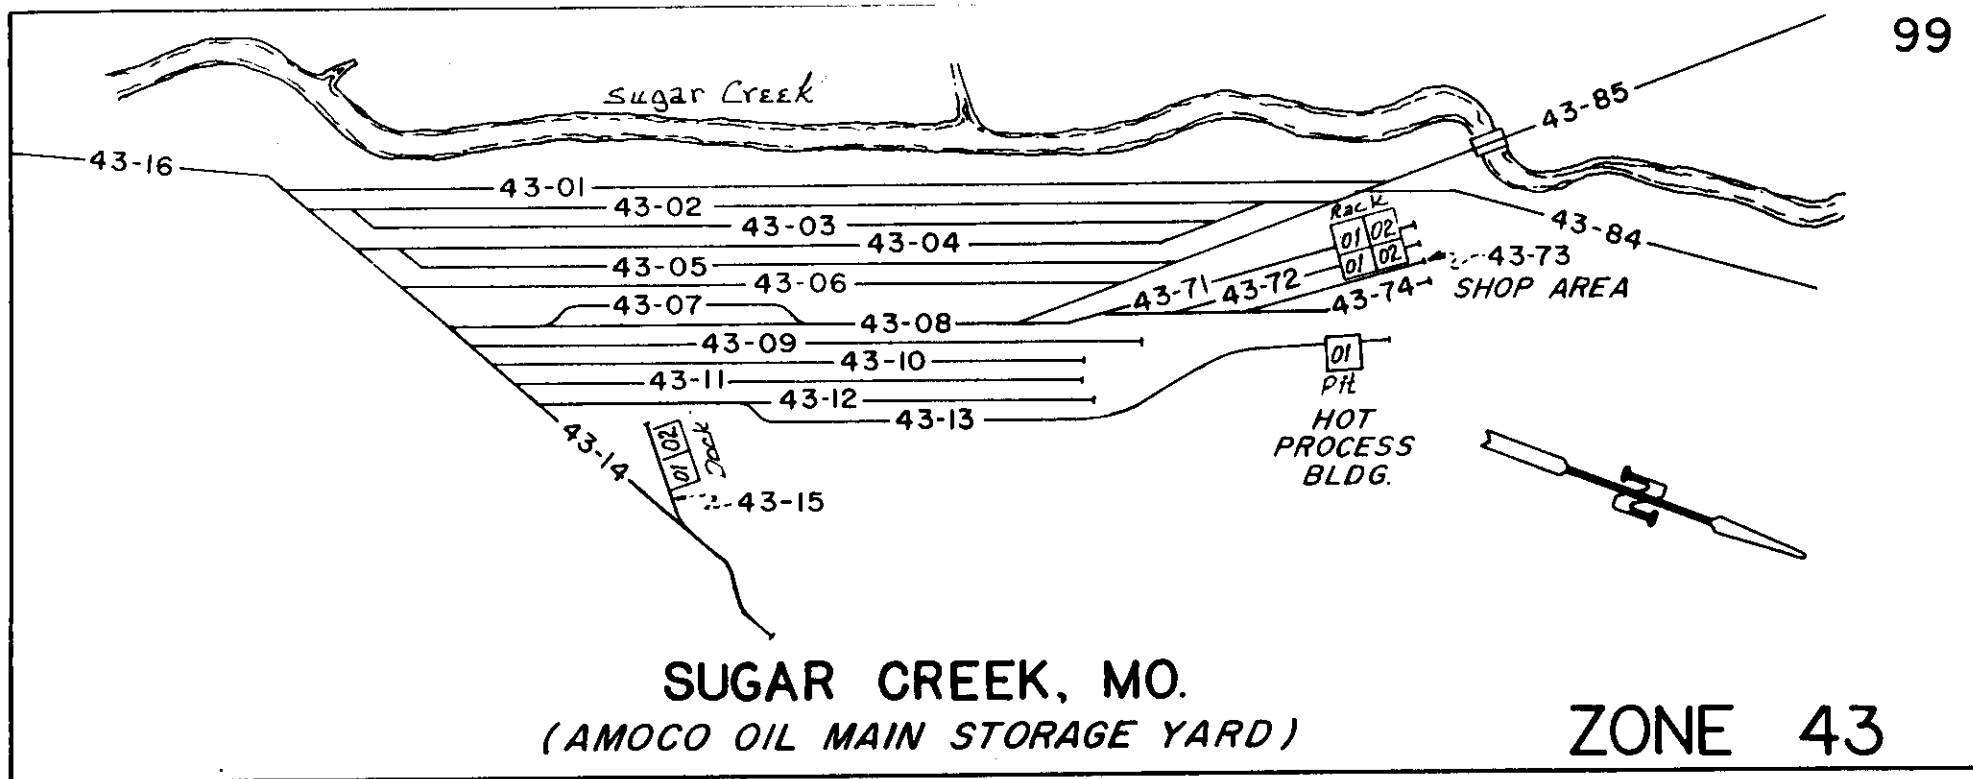 99
Sugar Creek
43-85
43-16
43-01
43-02
43-03
43-04
43-05
43-06
43-07
43-08
43-09
43-10
43-11
43-12
43-13
43-14
Rack
01 02
01 02
43-84
43-71
43-72
43-73
43-74
SHOP AREA
01
Pit
HOT
PROCESS
BLDG.
01 02
Dock
43-15
N
SUGAR CREEK, MO.
(AMOCO OIL MAIN STORAGE YARD)
ZONE 43